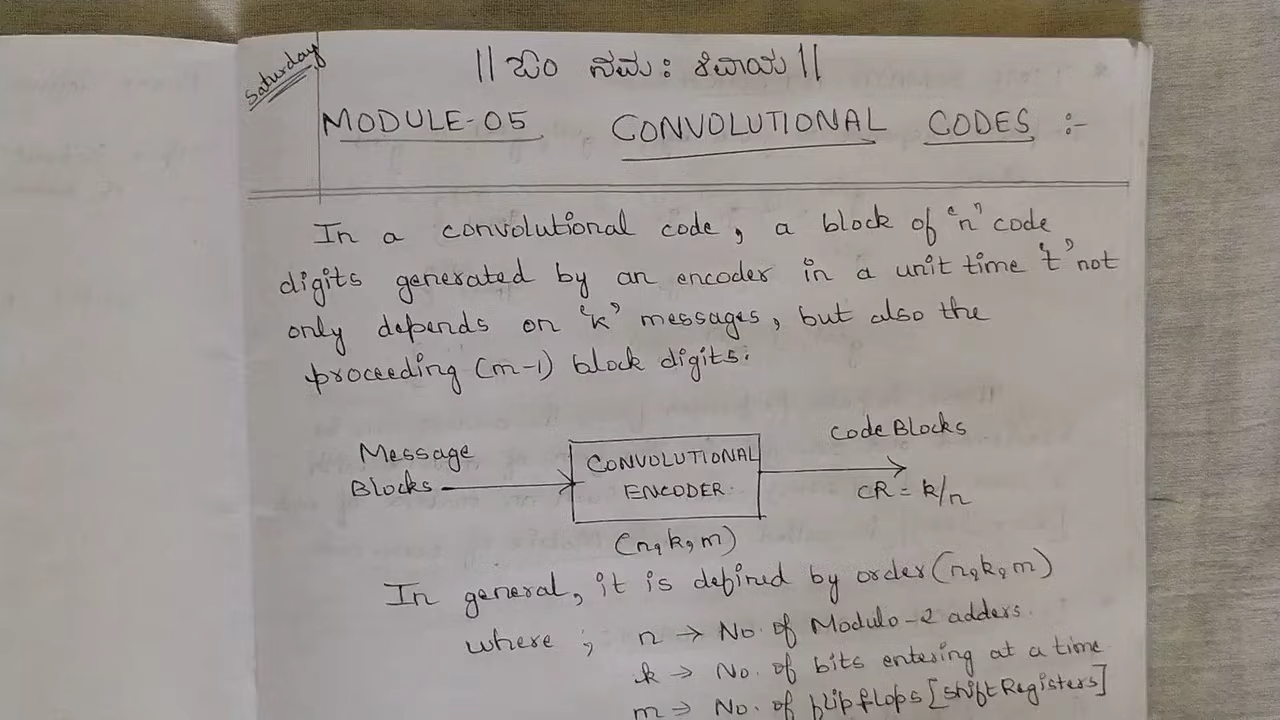 Saturday
|| ಓಂ ನಮಃ ಶಿವಾಯ ||
MODULE-05 CONVOLUTIONAL CODES :-
In a convolutional code, a block of 'n' code
digits generated by an encoder in a unit time 't' not
only depends on 'k' messages, but also the
proceeding (m-1) block digits.
Message
Blocks
CONVOLUTIONAL
ENCODER.
(n, k, m)
Code Blocks
CR = k/n
In general, it is defined by order (n, k, m)
where ; n → No. of Modulo-2 adders.
k → No. of bits entering at a time
m → No. of flipflops [shift Registers]